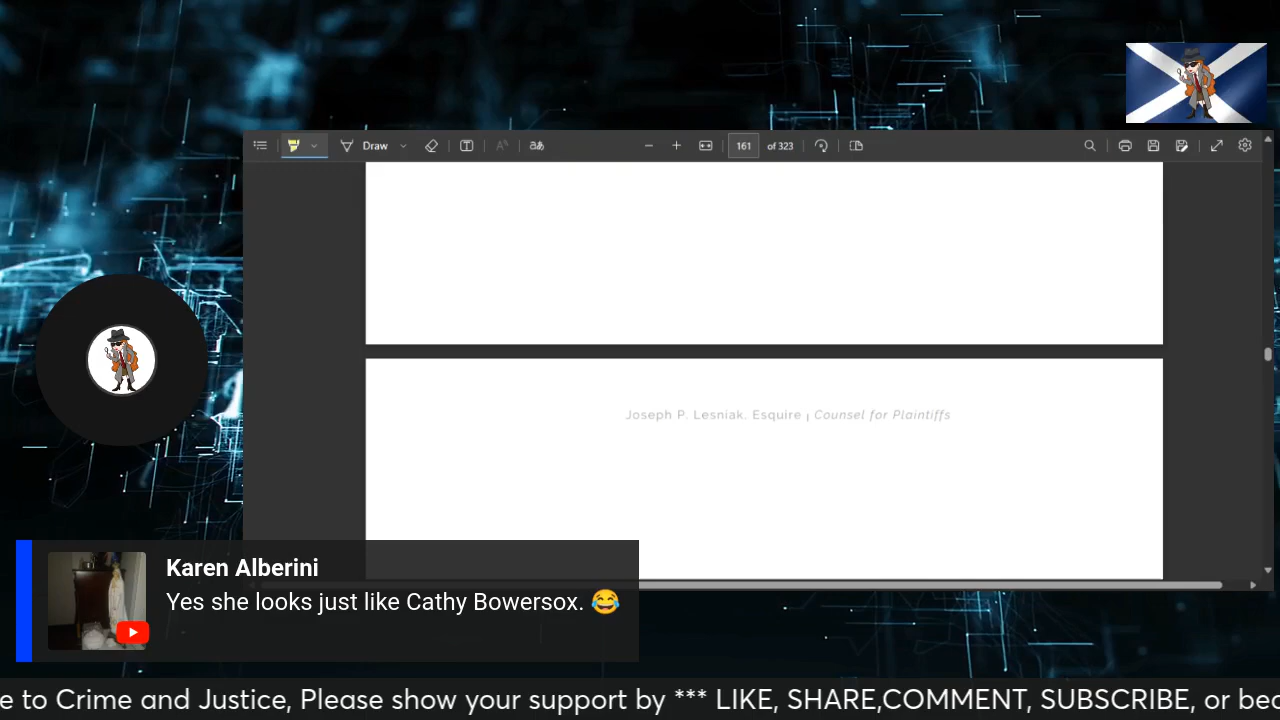 Draw
161 of 323
Joseph P. Lesniak, Esquire | Counsel for Plaintiffs
Karen Alberini
Yes she looks just like Cathy Bowersox. 😂
e to Crime and Justice, Please show your support by *** LIKE, SHARE,COMMENT, SUBSCRIBE, or bec